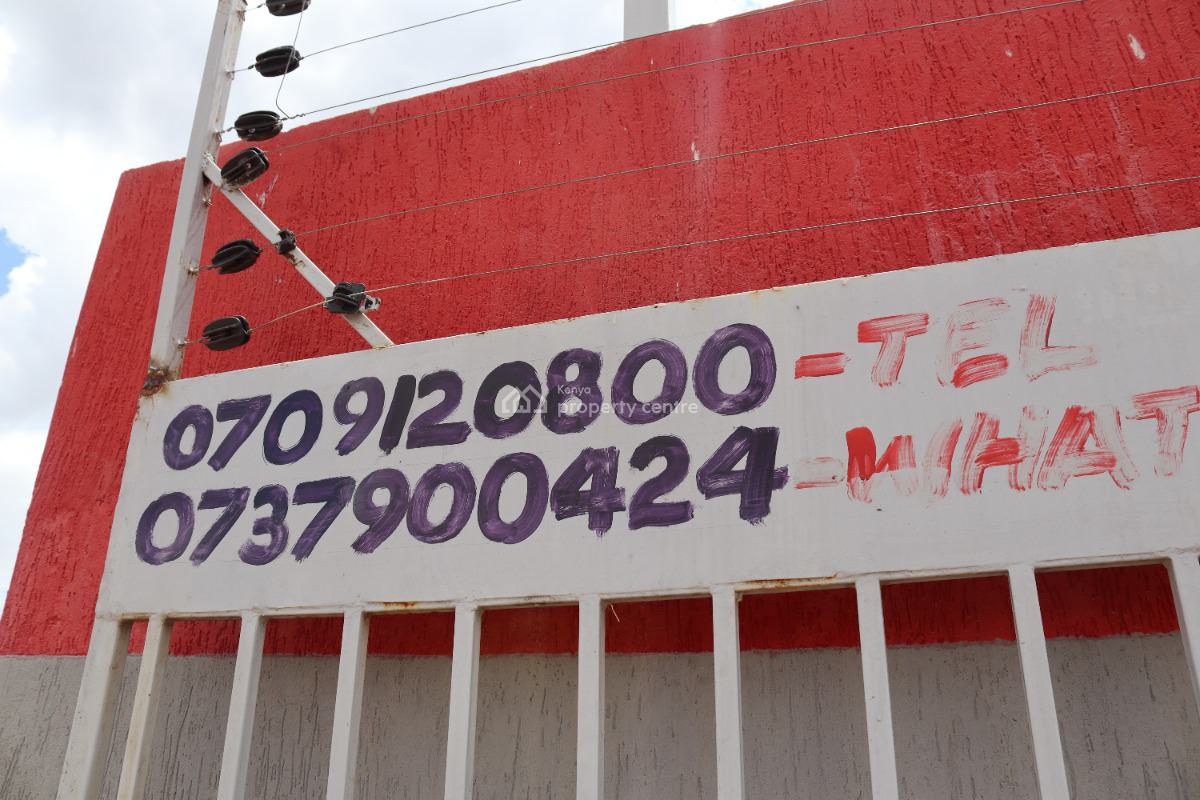 0709120800 - TEL
0737900424 - WHAT
Kenya
property centre